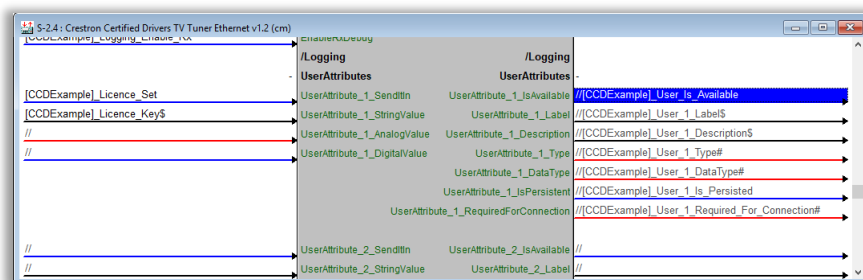 S-2.4 : Crestron Certified Drivers TV Tuner Ethernet v1.2 (cm)
[CCDExample]_Logging_Enable_Rx EnableRxDebug
/Logging /Logging
- UserAttributes UserAttributes -
[CCDExample]_Licence_Set UserAttribute_1_SendItIn UserAttribute_1_IsAvailable //[CCDExample]_User_Is_Available
[CCDExample]_Licence_Key$ UserAttribute_1_StringValue UserAttribute_1_Label //[CCDExample]_User_1_Label$
// UserAttribute_1_AnalogValue UserAttribute_1_Description //[CCDExample]_User_1_Description$
// UserAttribute_1_DigitalValue UserAttribute_1_Type //[CCDExample]_User_1_Type#
UserAttribute_1_DataType //[CCDExample]_User_1_DataType#
UserAttribute_1_IsPersistent //[CCDExample]_User_1_Is_Persisted
UserAttribute_1_RequiredForConnection //[CCDExample]_User_1_Required_For_Connection#
// UserAttribute_2_SendItIn UserAttribute_2_IsAvailable //
// UserAttribute_2_StringValue UserAttribute_2_Label //